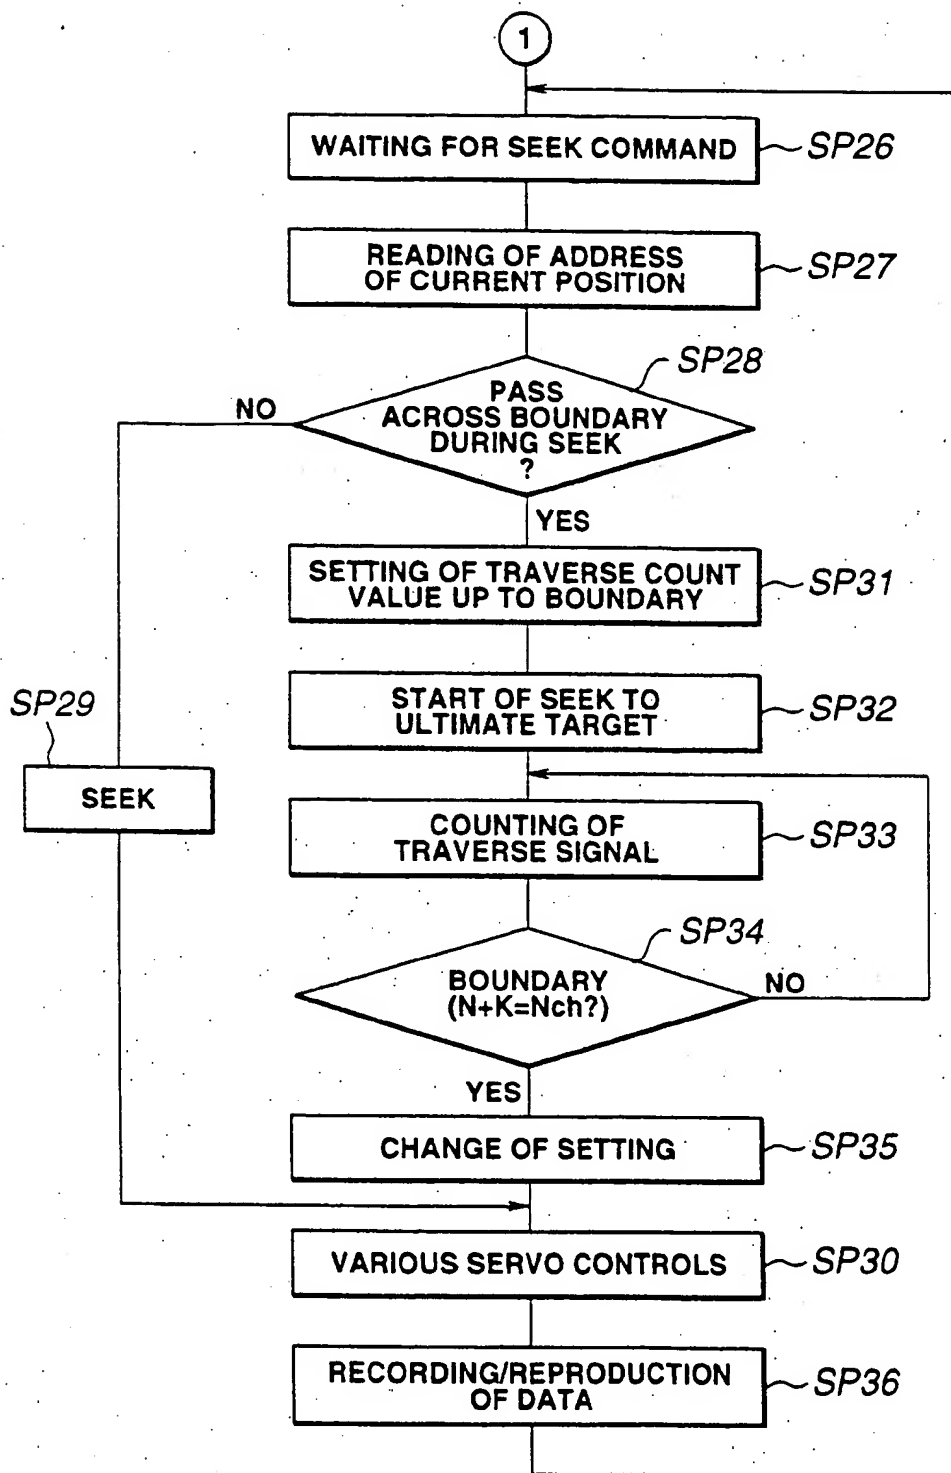 1
WAITING FOR SEEK COMMAND
SP26
READING OF ADDRESS
OF CURRENT POSITION
SP27
SP28
PASS
ACROSS BOUNDARY
DURING SEEK
?
NO
YES
SETTING OF TRAVERSE COUNT
VALUE UP TO BOUNDARY
SP31
START OF SEEK TO
ULTIMATE TARGET
SP32
SP29
SEEK
COUNTING OF
TRAVERSE SIGNAL
SP33
SP34
BOUNDARY
(N+K=Nch?)
NO
YES
CHANGE OF SETTING
SP35
VARIOUS SERVO CONTROLS
SP30
RECORDING/REPRODUCTION
OF DATA
SP36